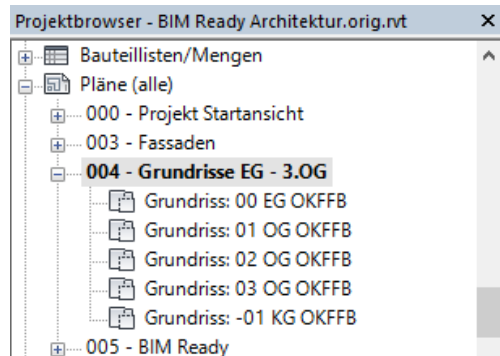 Projektbrowser - BIM Ready Architektur.orig.rvt
Bauteillisten/Mengen
Pläne (alle)
000 - Projekt Startansicht
003 - Fassaden
004 - Grundrisse EG - 3.OG
Grundriss: 00 EG OKFFB
Grundriss: 01 OG OKFFB
Grundriss: 02 OG OKFFB
Grundriss: 03 OG OKFFB
Grundriss: -01 KG OKFFB
005 - BIM Ready